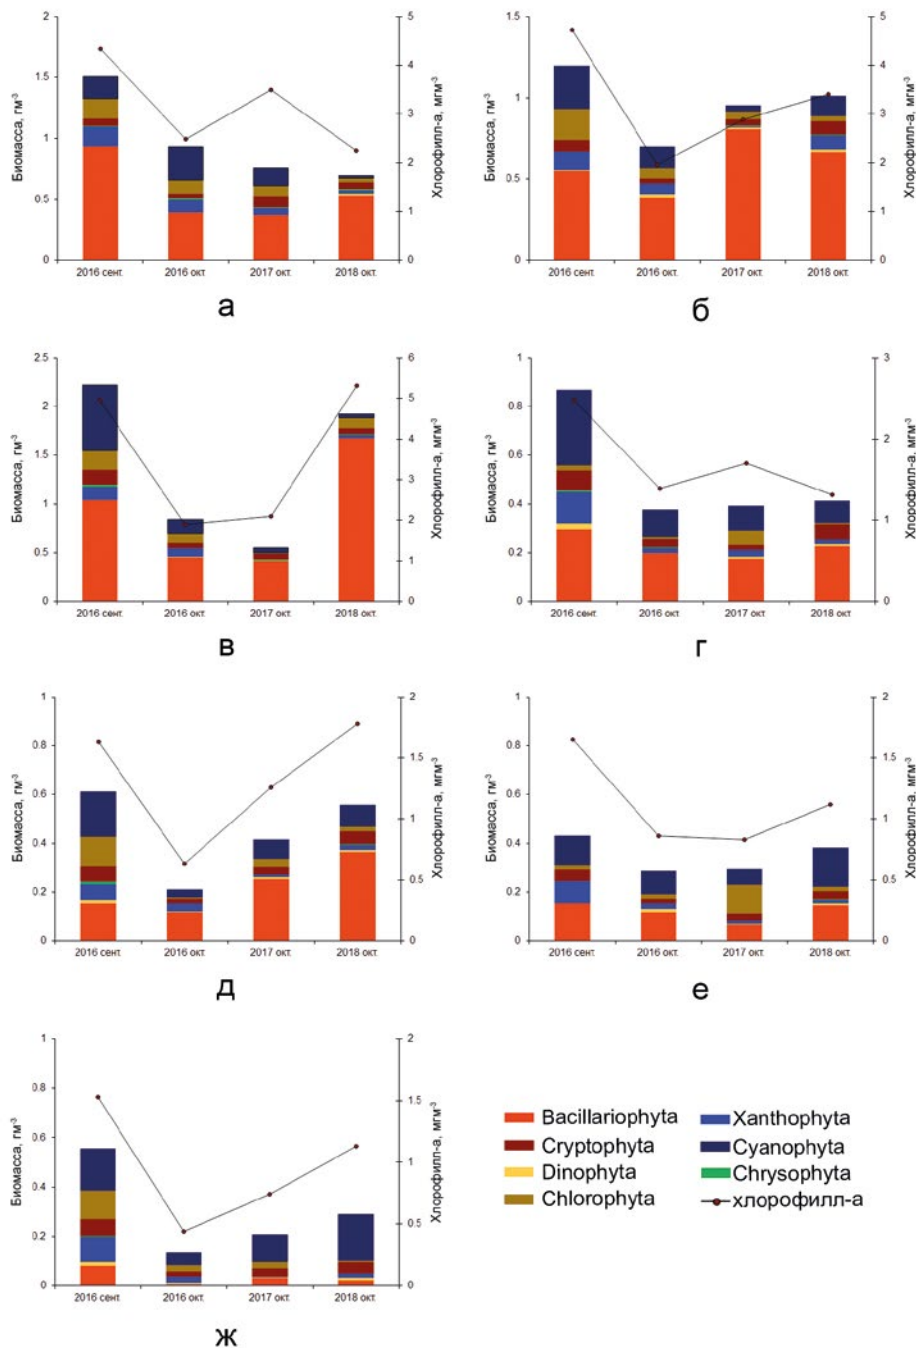 Биомасса, гм-3
2
1.5
1
0.5
0
5
4
3
2
1
0
Хлорофилл-а, мгм-3
2016 сент.
2016 окт.
2017 окт.
2018 окт.
а
Биомасса, гм-3
1.5
1
0.5
0
5
4
3
2
1
0
Хлорофилл-а, мгм-3
2016 сент.
2016 окт.
2017 окт
2018 окт.
б
Биомасса, гм-3
2.5
2
1.5
1
0.5
0
6
5
4
3
2
1
0
Хлорофилл-а, мгм-3
2016 сент.
2016 окт.
2017 окт.
2018 окт.
в
Биомасса, гм-3
1
0.8
0.6
0.4
0.2
0
3
2
1
0
Хлорофилл-а, мгм-3
2016 сент.
2016 окт.
2017 окт.
2018 окт.
г
Биомасса, гм-3
1
0.8
0.6
0.4
0.2
0
2
1.5
1
0.5
0
Хлорофилл-а, мгм-3
2016 сент.
2016 окт.
2017 окт.
2018 окт.
д
Биомасса, гм-3
1
0.8
0.6
0.4
0.2
0
2
1.5
1
0.5
0
Хлорофилл-а, мгм-3
2016 сент.
2016 окт.
2017 окт.
2018 окт.
е
Биомасса, гм-3
1
0.8
0.6
0.4
0.2
0
2
1.5
1
0.5
0
Хлорофилл-а, мгм-3
2016 сент.
2016 окт.
2017 окт.
2018 окт.
ж
Bacillariophyta
Cryptophyta
Dinophyta
Chlorophyta
Xanthophyta
Cyanophyta
Chrysophyta
хлорофилл-а